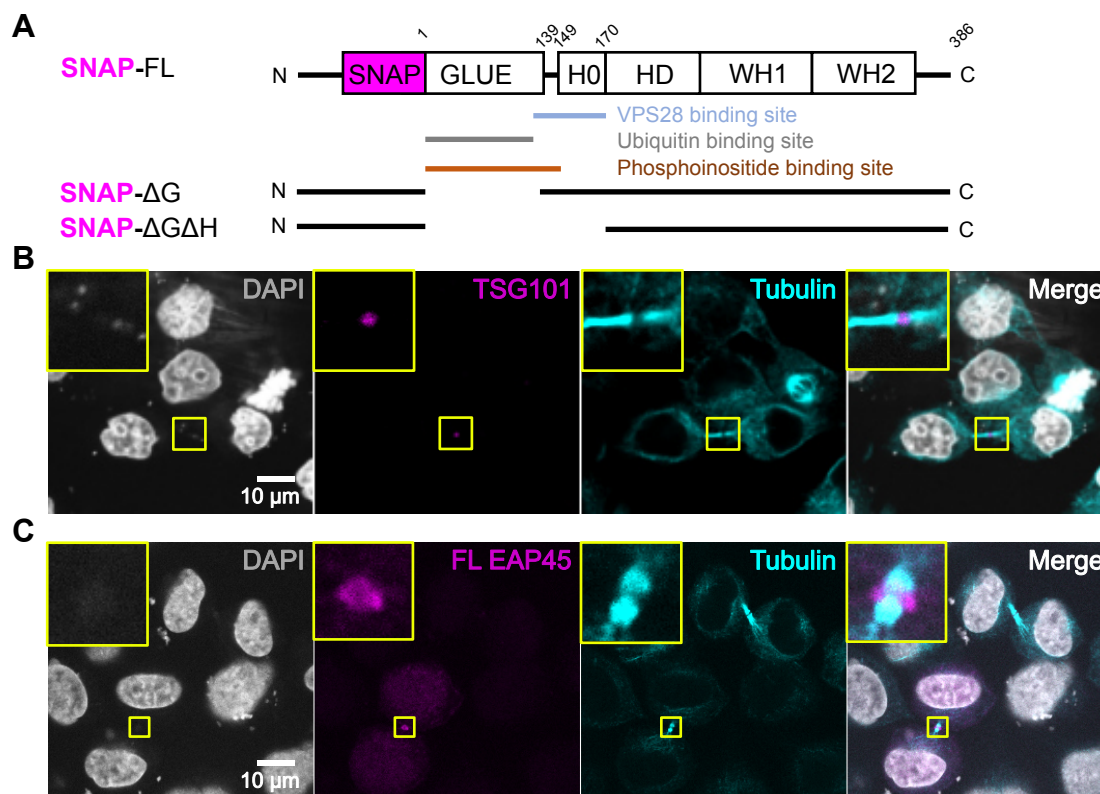 A
1 139 149 170 386
SNAP-FL N SNAP GLUE H0 HD WH1 WH2 C
VPS28 binding site
Ubiquitin binding site
Phosphoinositide binding site
SNAP-ΔG N C
SNAP-ΔGΔH N C
B
DAPI TSG101 Tubulin Merge
10 µm
C
DAPI FL EAP45 Tubulin Merge
10 µm